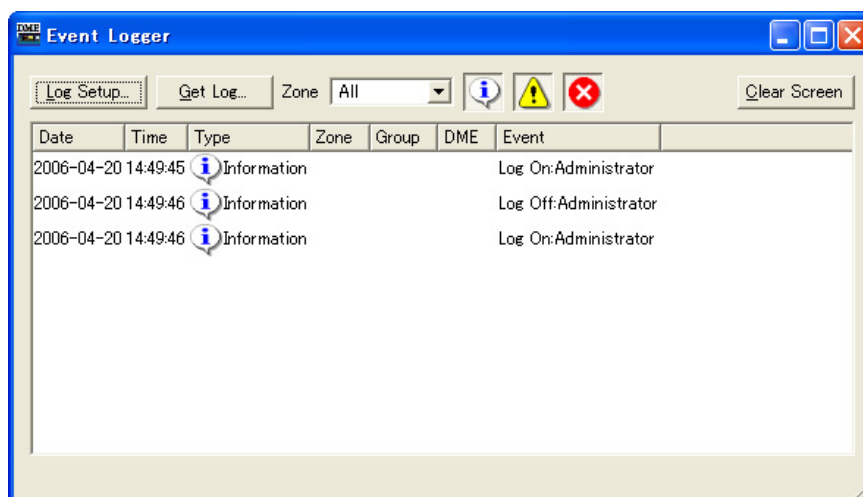 DME Event Logger
Log Setup... Get Log... Zone All Clear Screen
Date Time Type Zone Group DME Event
2006-04-20 14:49:45 Information Log On:Administrator
2006-04-20 14:49:46 Information Log Off:Administrator
2006-04-20 14:49:46 Information Log On:Administrator